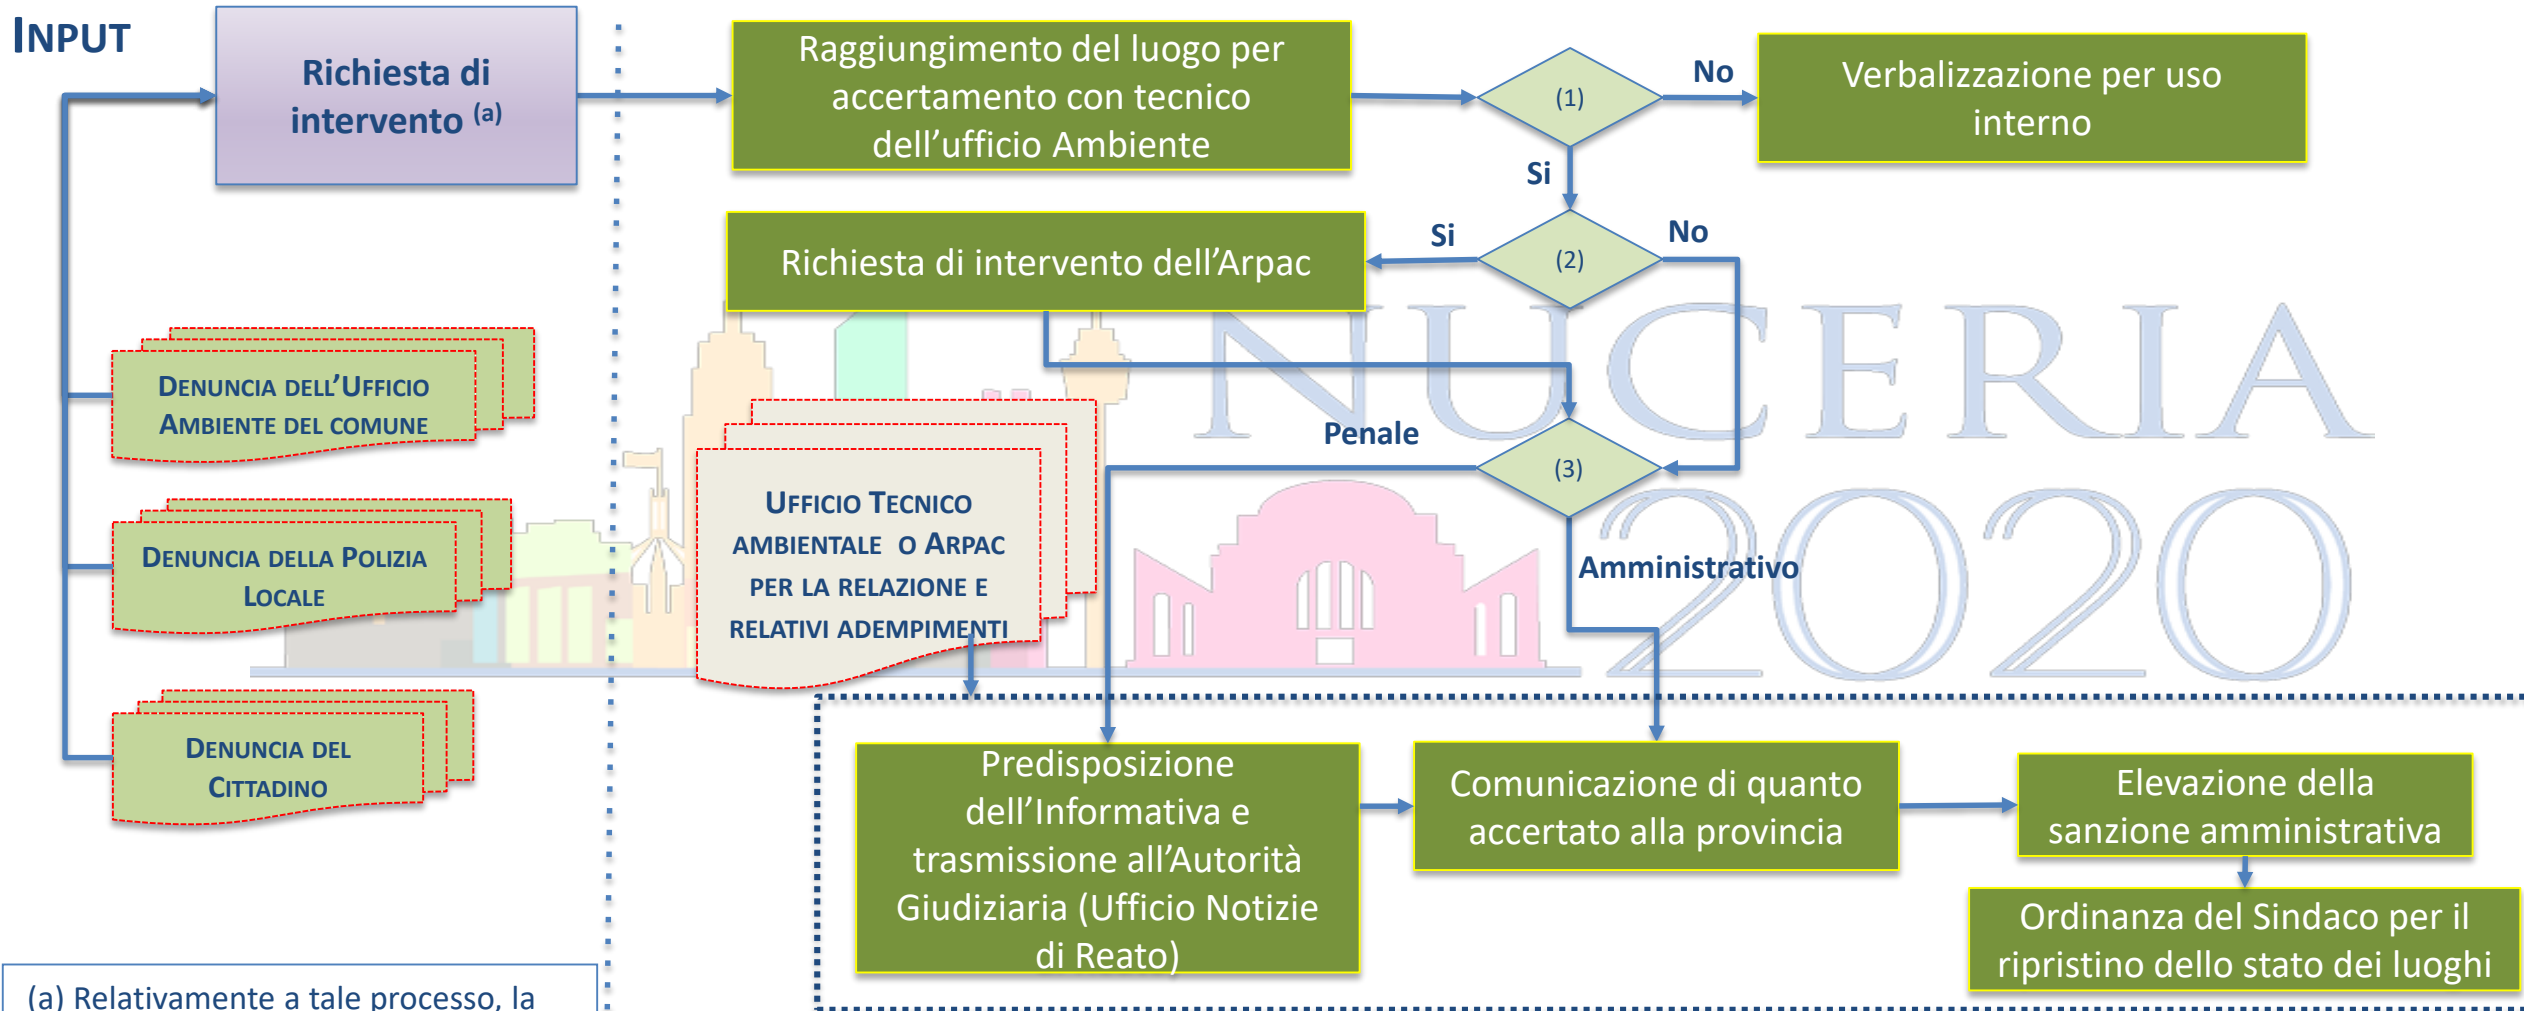 INPUT
Richiesta di
intervento (a)
Raggiungimento del luogo per
accertamento con tecnico
dell’ufficio Ambiente
(1)
No
Verbalizzazione per uso
interno
Si
Richiesta di intervento dell’Arpac
Si
(2)
No
DENUNCIA DELL’UFFICIO
AMBIENTE DEL COMUNE
NUCERIA
Penale
(3)
UFFICIO TECNICO
AMBIENTALE O ARPAC
PER LA RELAZIONE E
RELATIVI ADEMPIMENTI
DENUNCIA DELLA POLIZIA
LOCALE
Amministrativo
2020
DENUNCIA DEL
CITTADINO
Predisposizione
dell’Informativa e
trasmissione all’Autorità
Giudiziaria (Ufficio Notizie
di Reato)
Comunicazione di quanto
accertato alla provincia
Elevazione della
sanzione amministrativa
Ordinanza del Sindaco per il
ripristino dello stato dei luoghi
(a) Relativamente a tale processo, la